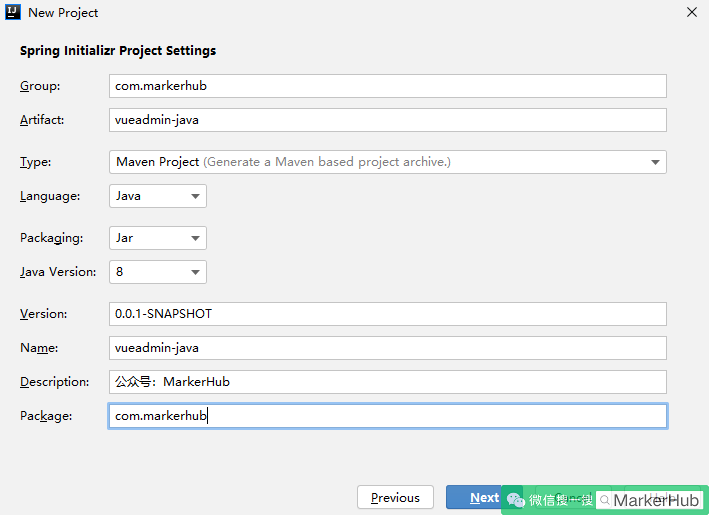 New Project
Spring Initializr Project Settings
Group: com.markerhub
Artifact: vueadmin-java
Type: Maven Project (Generate a Maven based project archive.)
Language: Java
Packaging: Jar
Java Version: 8
Version: 0.0.1-SNAPSHOT
Name: vueadmin-java
Description: 公众号：MarkerHub
Package: com.markerhub
Previous Next 微信搜一搜 MarkerHub